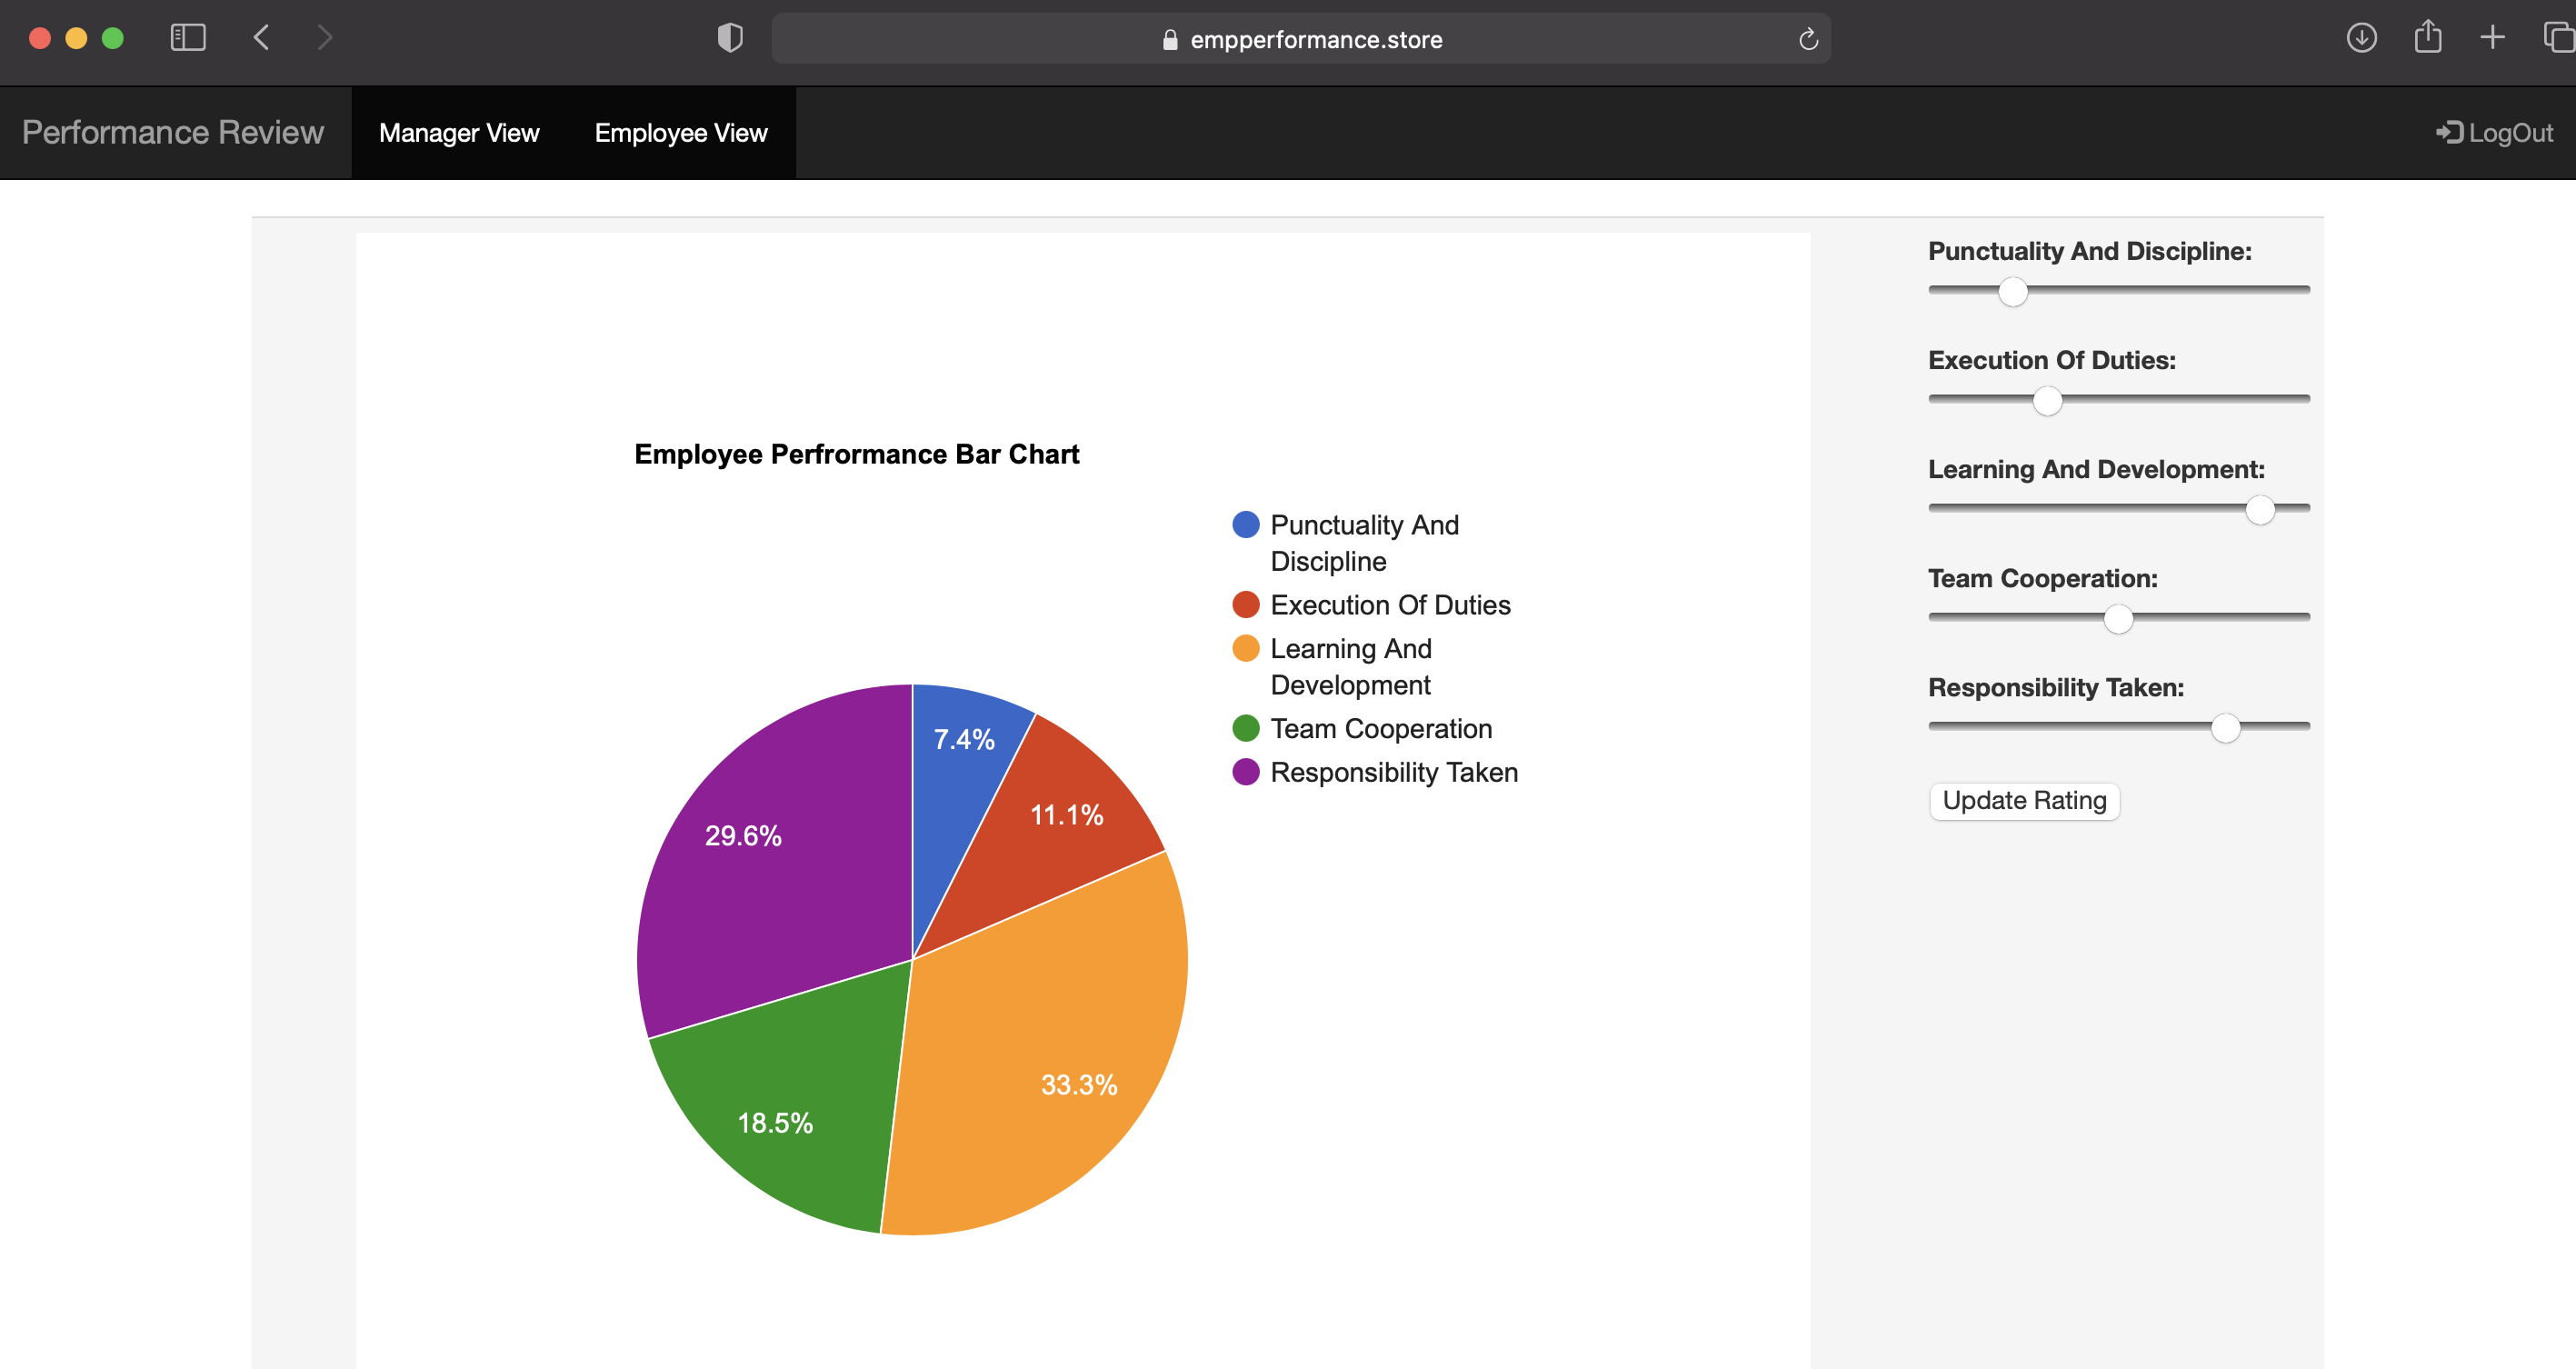 empperformance.store
Performance Review
Manager View
Employee View
LogOut
Employee Perfrormance Bar Chart
Punctuality And
Discipline
Execution Of Duties
Learning And
Development
Team Cooperation
Responsibility Taken
7.4%
11.1%
29.6%
33.3%
18.5%
Punctuality And Discipline:
Execution Of Duties:
Learning And Development:
Team Cooperation:
Responsibility Taken:
Update Rating